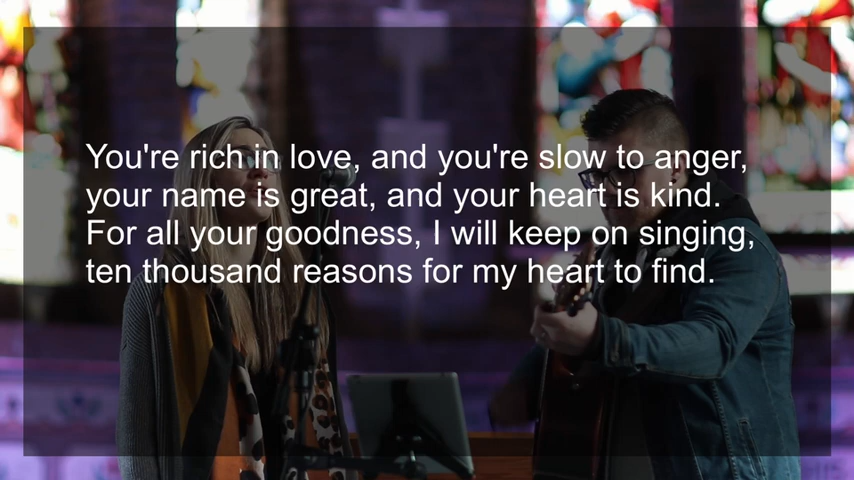 You're rich in love, and you're slow to anger,
your name is great, and your heart is kind.
For all your goodness, I will keep on singing,
ten thousand reasons for my heart to find.